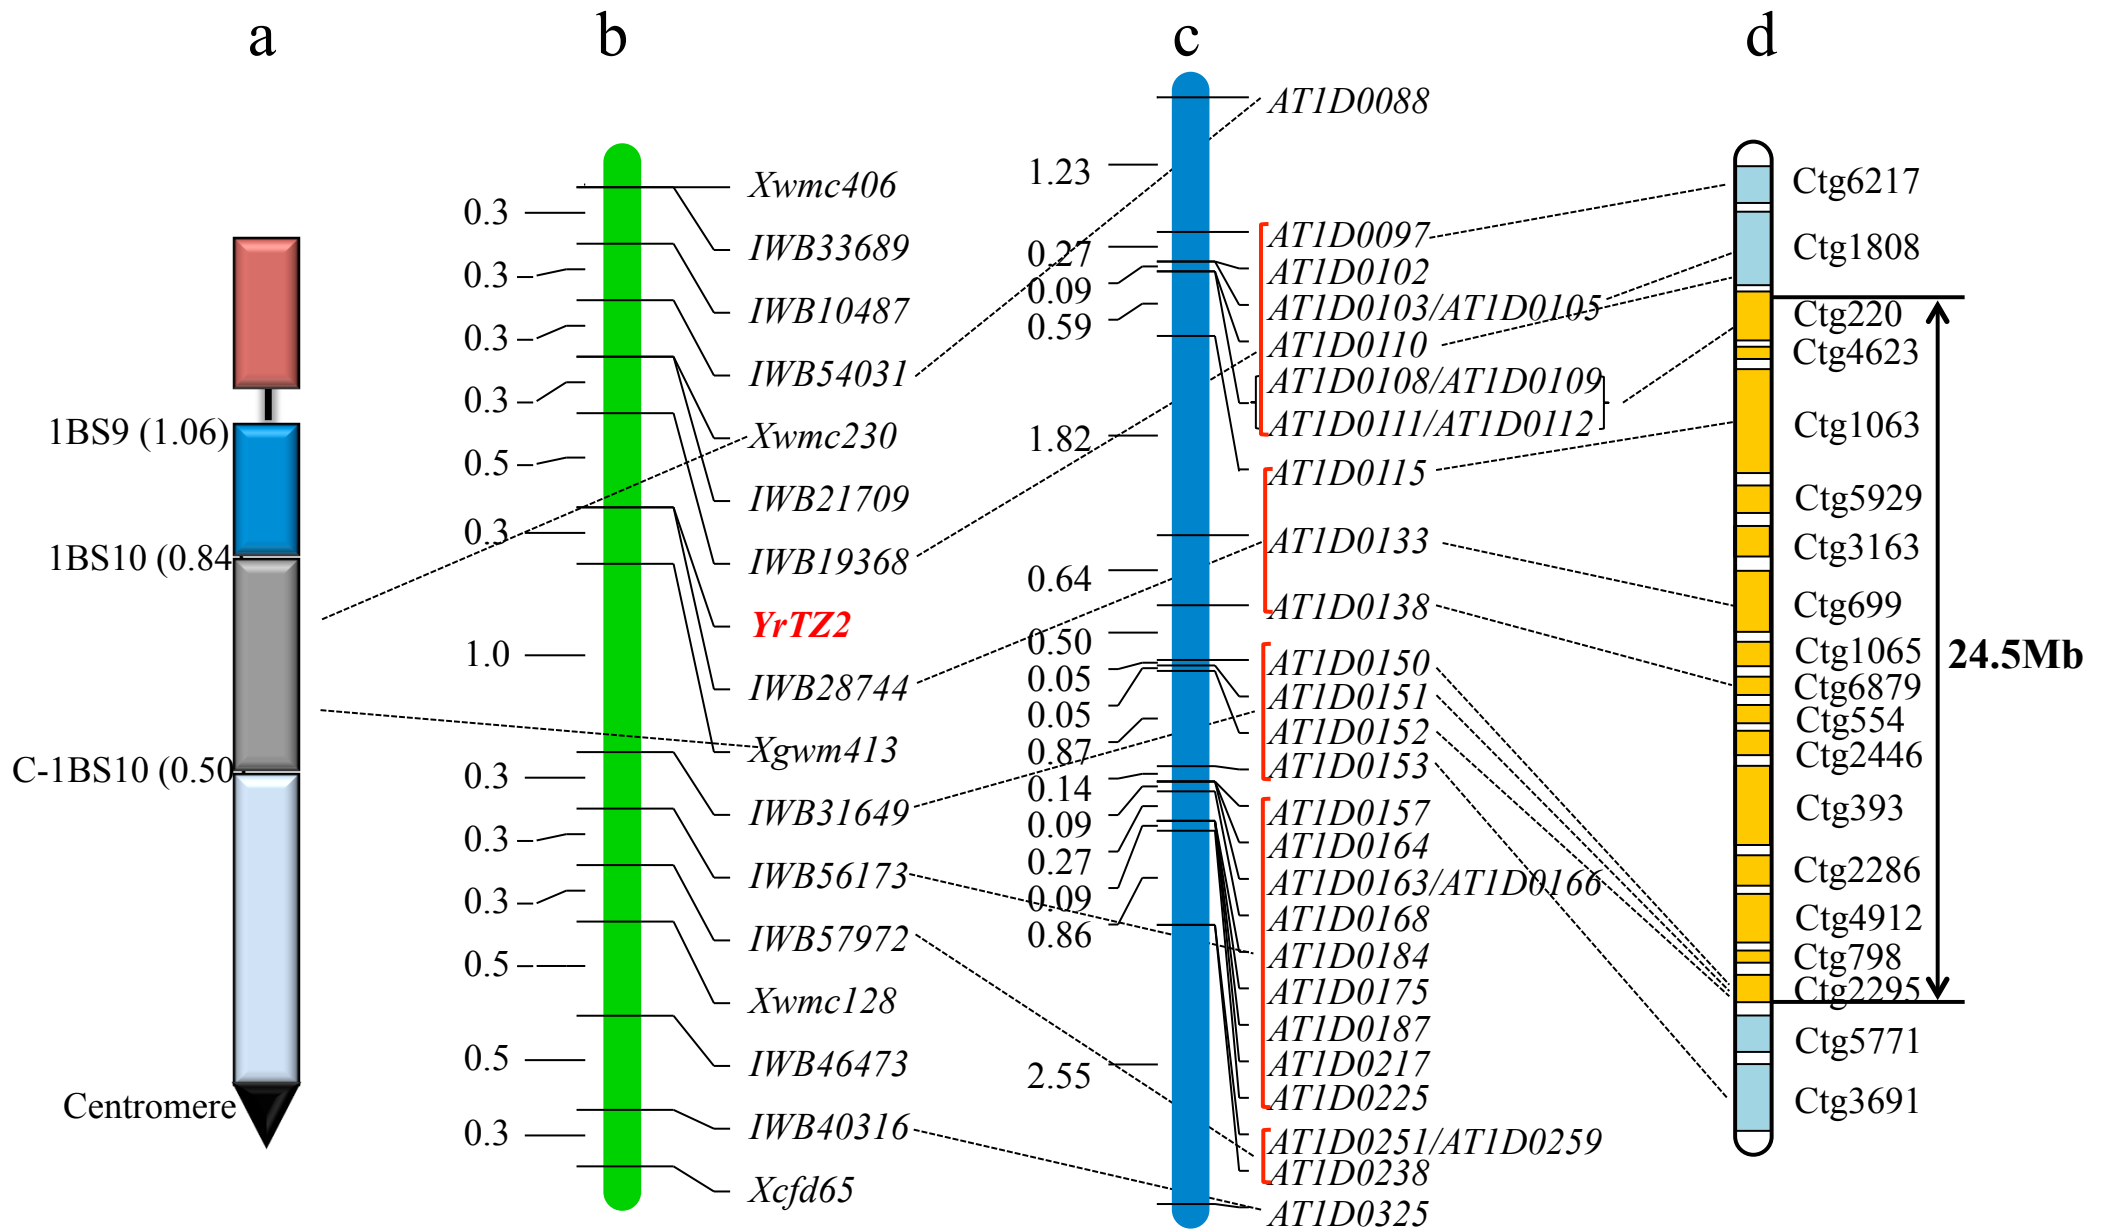 a
b
c
d
1BS9 (1.06)
1BS10 (0.84
C-1BS10 (0.50
Centromere
0.3
0.3
0.3
0.3
0.5
0.3
1.0
0.3
0.3
0.3
0.5
0.5
0.3
Xwmc406
IWB33689
IWB10487
IWB54031
Xwmc230
IWB21709
IWB19368
YrTZ2
IWB28744
Xgwm413
IWB31649
IWB56173
IWB57972
Xwmc128
IWB46473
IWB40316
Xcfd65
1.23
0.27
0.09
0.59
1.82
0.64
0.50
0.05
0.05
0.87
0.14
0.09
0.27
0.09
0.86
2.55
AT1D0088
AT1D0097
AT1D0102
AT1D0103/AT1D0105
AT1D0110
AT1D0108/AT1D0109
AT1D0111/AT1D0112
AT1D0115
AT1D0133
AT1D0138
AT1D0150
AT1D0151
AT1D0152
AT1D0153
AT1D0157
AT1D0164
AT1D0163/AT1D0166
AT1D0168
AT1D0184
AT1D0175
AT1D0187
AT1D0217
AT1D0225
AT1D0251/AT1D0259
AT1D0238
AT1D0325
Ctg6217
Ctg1808
Ctg220
Ctg4623
Ctg1063
Ctg5929
Ctg3163
Ctg699
Ctg1065
Ctg6879
Ctg554
Ctg2446
Ctg393
Ctg2286
Ctg4912
Ctg798
Ctg2295
Ctg5771
Ctg3691
24.5Mb